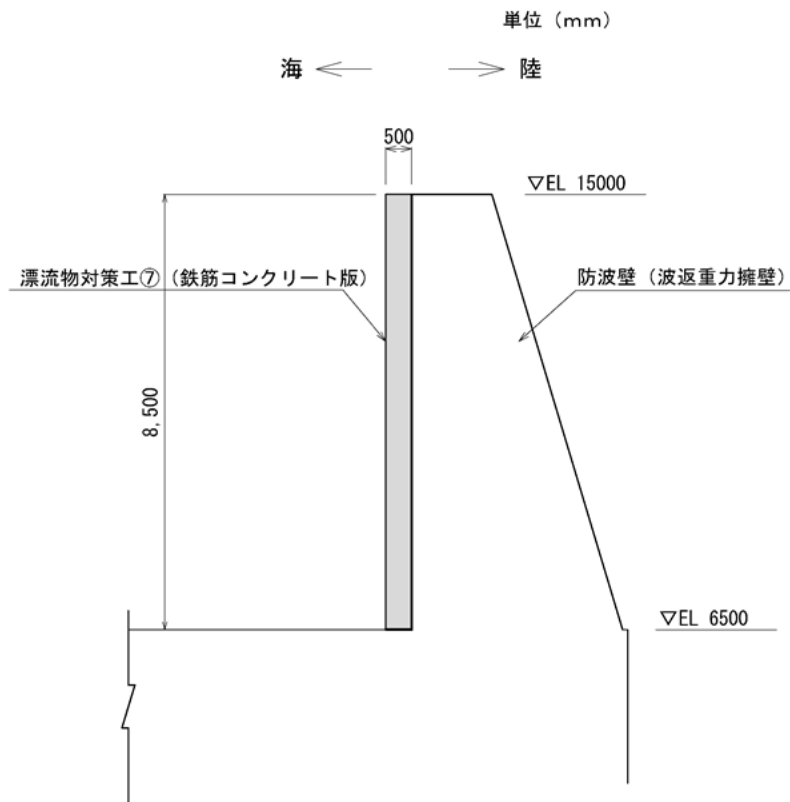 単位（mm）
海
陸
500
▽EL 15000
漂流物対策工⑦（鉄筋コンクリート版）
防波壁（波返重力擁壁）
8,500
▽EL 6500